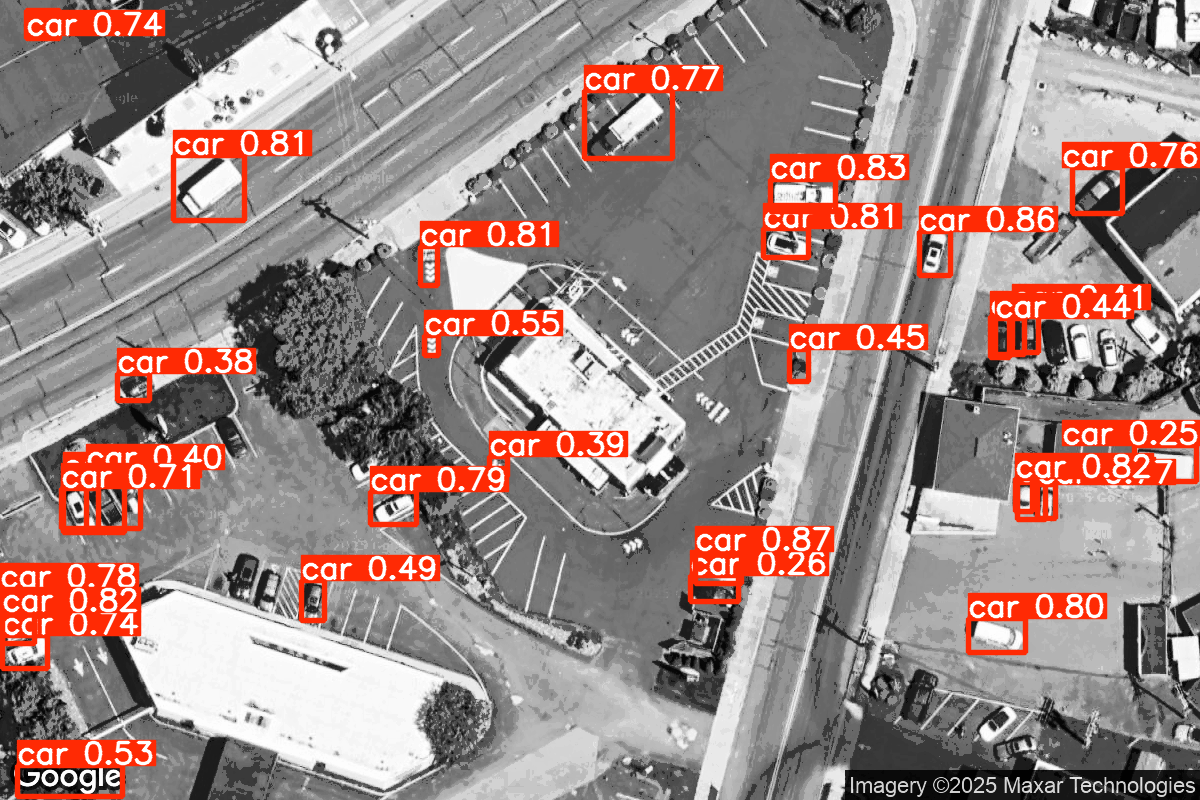 car 0.74
car 0.77
car 0.81
car 0.83
car 0.76
car 0.81
car 0.86
car 0.81
car 0.41
car 0.44
car 0.55
car 0.45
car 0.38
car 0.39
car 0.25
car 0.40
car 0.71
car 0.79
car 0.82
car 0.87
car 0.26
car 0.49
car 0.78
car 0.82
car 0.74
car 0.80
car 0.53
Google
Imagery ©2025 Maxar Technologies